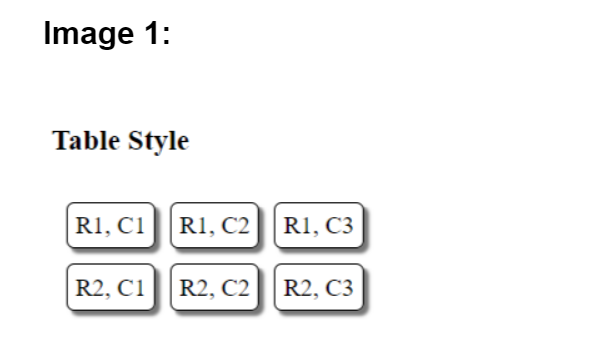 Image 1:
Table Style
R1, C1 R1, C2 R1, C3
R2, C1 R2, C2 R2, C3